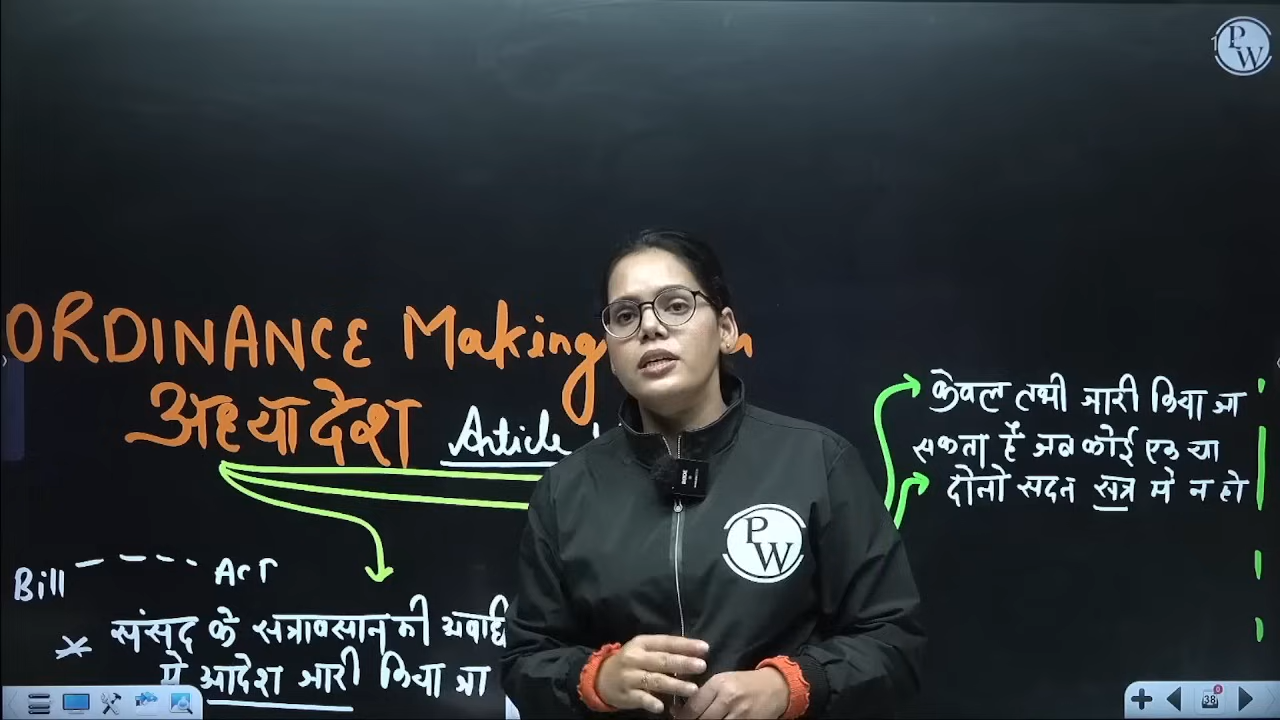 PW
ORDINANCE Making
अध्यादेश Article
केवल तभी जारी किया जा
सकता है जब कोई एक या
दोनो सदन सत्र मे न हो
Bill - - - - Act
PW
* संसद के सत्रावसान की अवधि
मे आदेश जारी किया जा
38